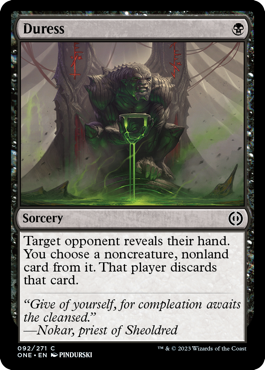 Duress
Sorcery
Target opponent reveals their hand.
You choose a noncreature, nonland
card from it. That player discards
that card.
“Give of yourself, for compleation awaits
the cleansed.”
—Nokar, priest of Sheoldred
092/271 C
ONE • EN PINDURSKI
™ & © 2023 Wizards of the Coast